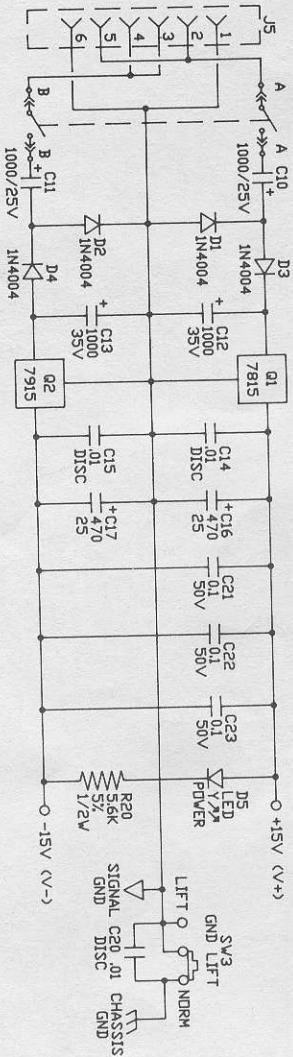 J5
1
2
3
4
5
6
A
A
B
B
C10
1000/25V
+
+
C11
1000/25V
D1
1N4004
D2
1N4004
D3
1N4004
D4
1N4004
+
C12
1000
35V
+
C13
1000
35V
Q1
7815
Q2
7915
C14
.01
DISC
C15
.01
DISC
+C16
470
25
+C17
470
25
C21
0.1
50V
C22
0.1
50V
C23
0.1
50V
D5
LED
Y
POWER
R20
5.6K
5%
1/2W
+15V (V+)
-15V (V-)
SW3
GND LIFT
LIFT
NORM
C20 .01
DISC
SIGNAL
GND
CHASSIS
GND